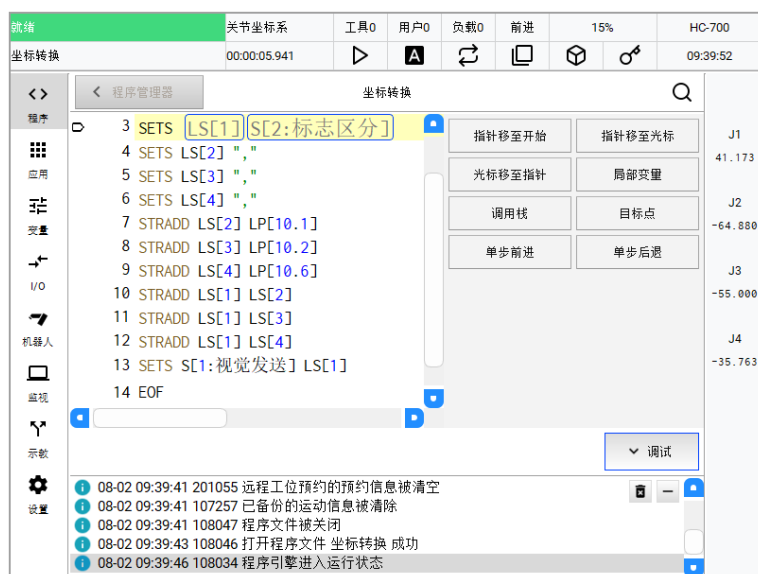 就绪 关节坐标系 工具0 用户0 负载0 前进 15% HC-700
坐标转换 00:00:05.941 A 09:39:52
程序
应用
变量
I/O
机器人
监视
示教
设置
程序管理器 坐标转换
3 SETS LS[1] S[2:标志区分]
4 SETS LS[2] ","
5 SETS LS[3] ","
6 SETS LS[4] ","
7 STRADD LS[2] LP[10.1]
8 STRADD LS[3] LP[10.2]
9 STRADD LS[4] LP[10.6]
10 STRADD LS[1] LS[2]
11 STRADD LS[1] LS[3]
12 STRADD LS[1] LS[4]
13 SETS S[1:视觉发送] LS[1]
14 EOF
指针移至开始 指针移至光标
光标移至指针 局部变量
调用栈 目标点
单步前进 单步后退
调试
J1
41.173
J2
-64.880
J3
-55.000
J4
-35.763
08-02 09:39:41 201055 远程工位预约的预约信息被清空
08-02 09:39:41 107257 已备份的运动信息被清除
08-02 09:39:41 108047 程序文件被关闭
08-02 09:39:43 108046 打开程序文件 坐标转换 成功
08-02 09:39:46 108034 程序引擎进入运行状态